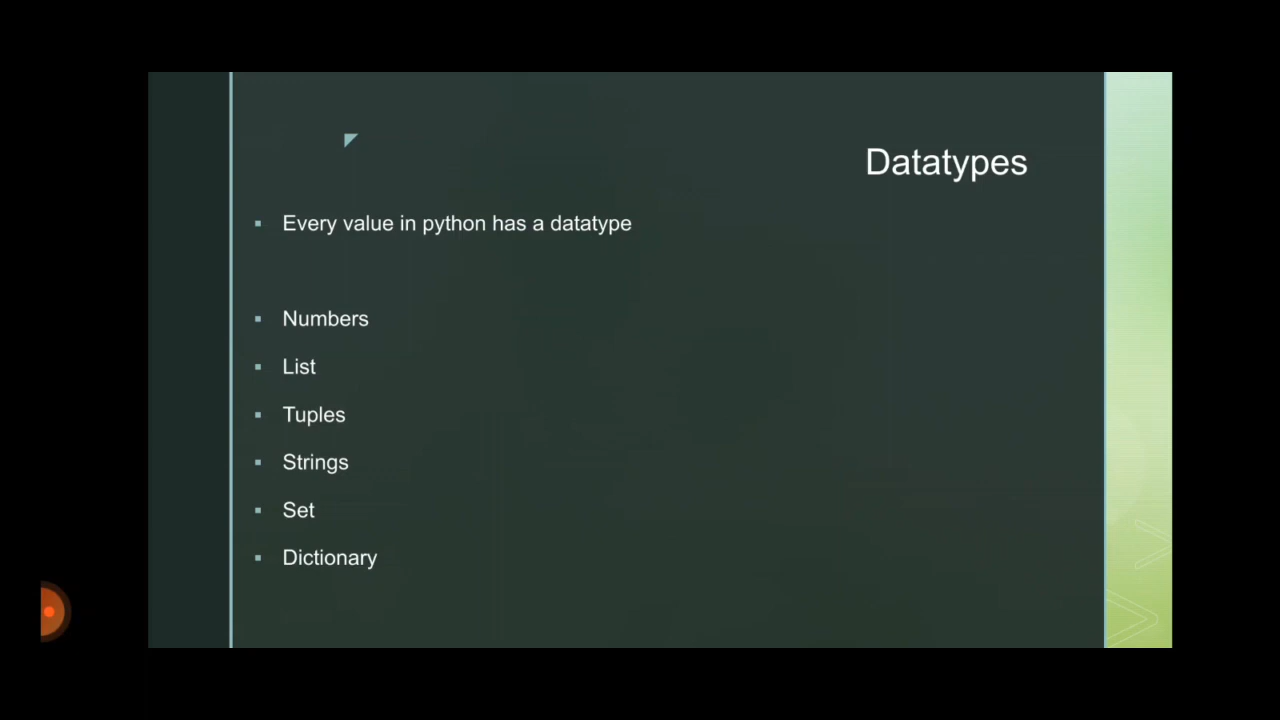 Datatypes
Every value in python has a datatype
Numbers
List
Tuples
Strings
Set
Dictionary